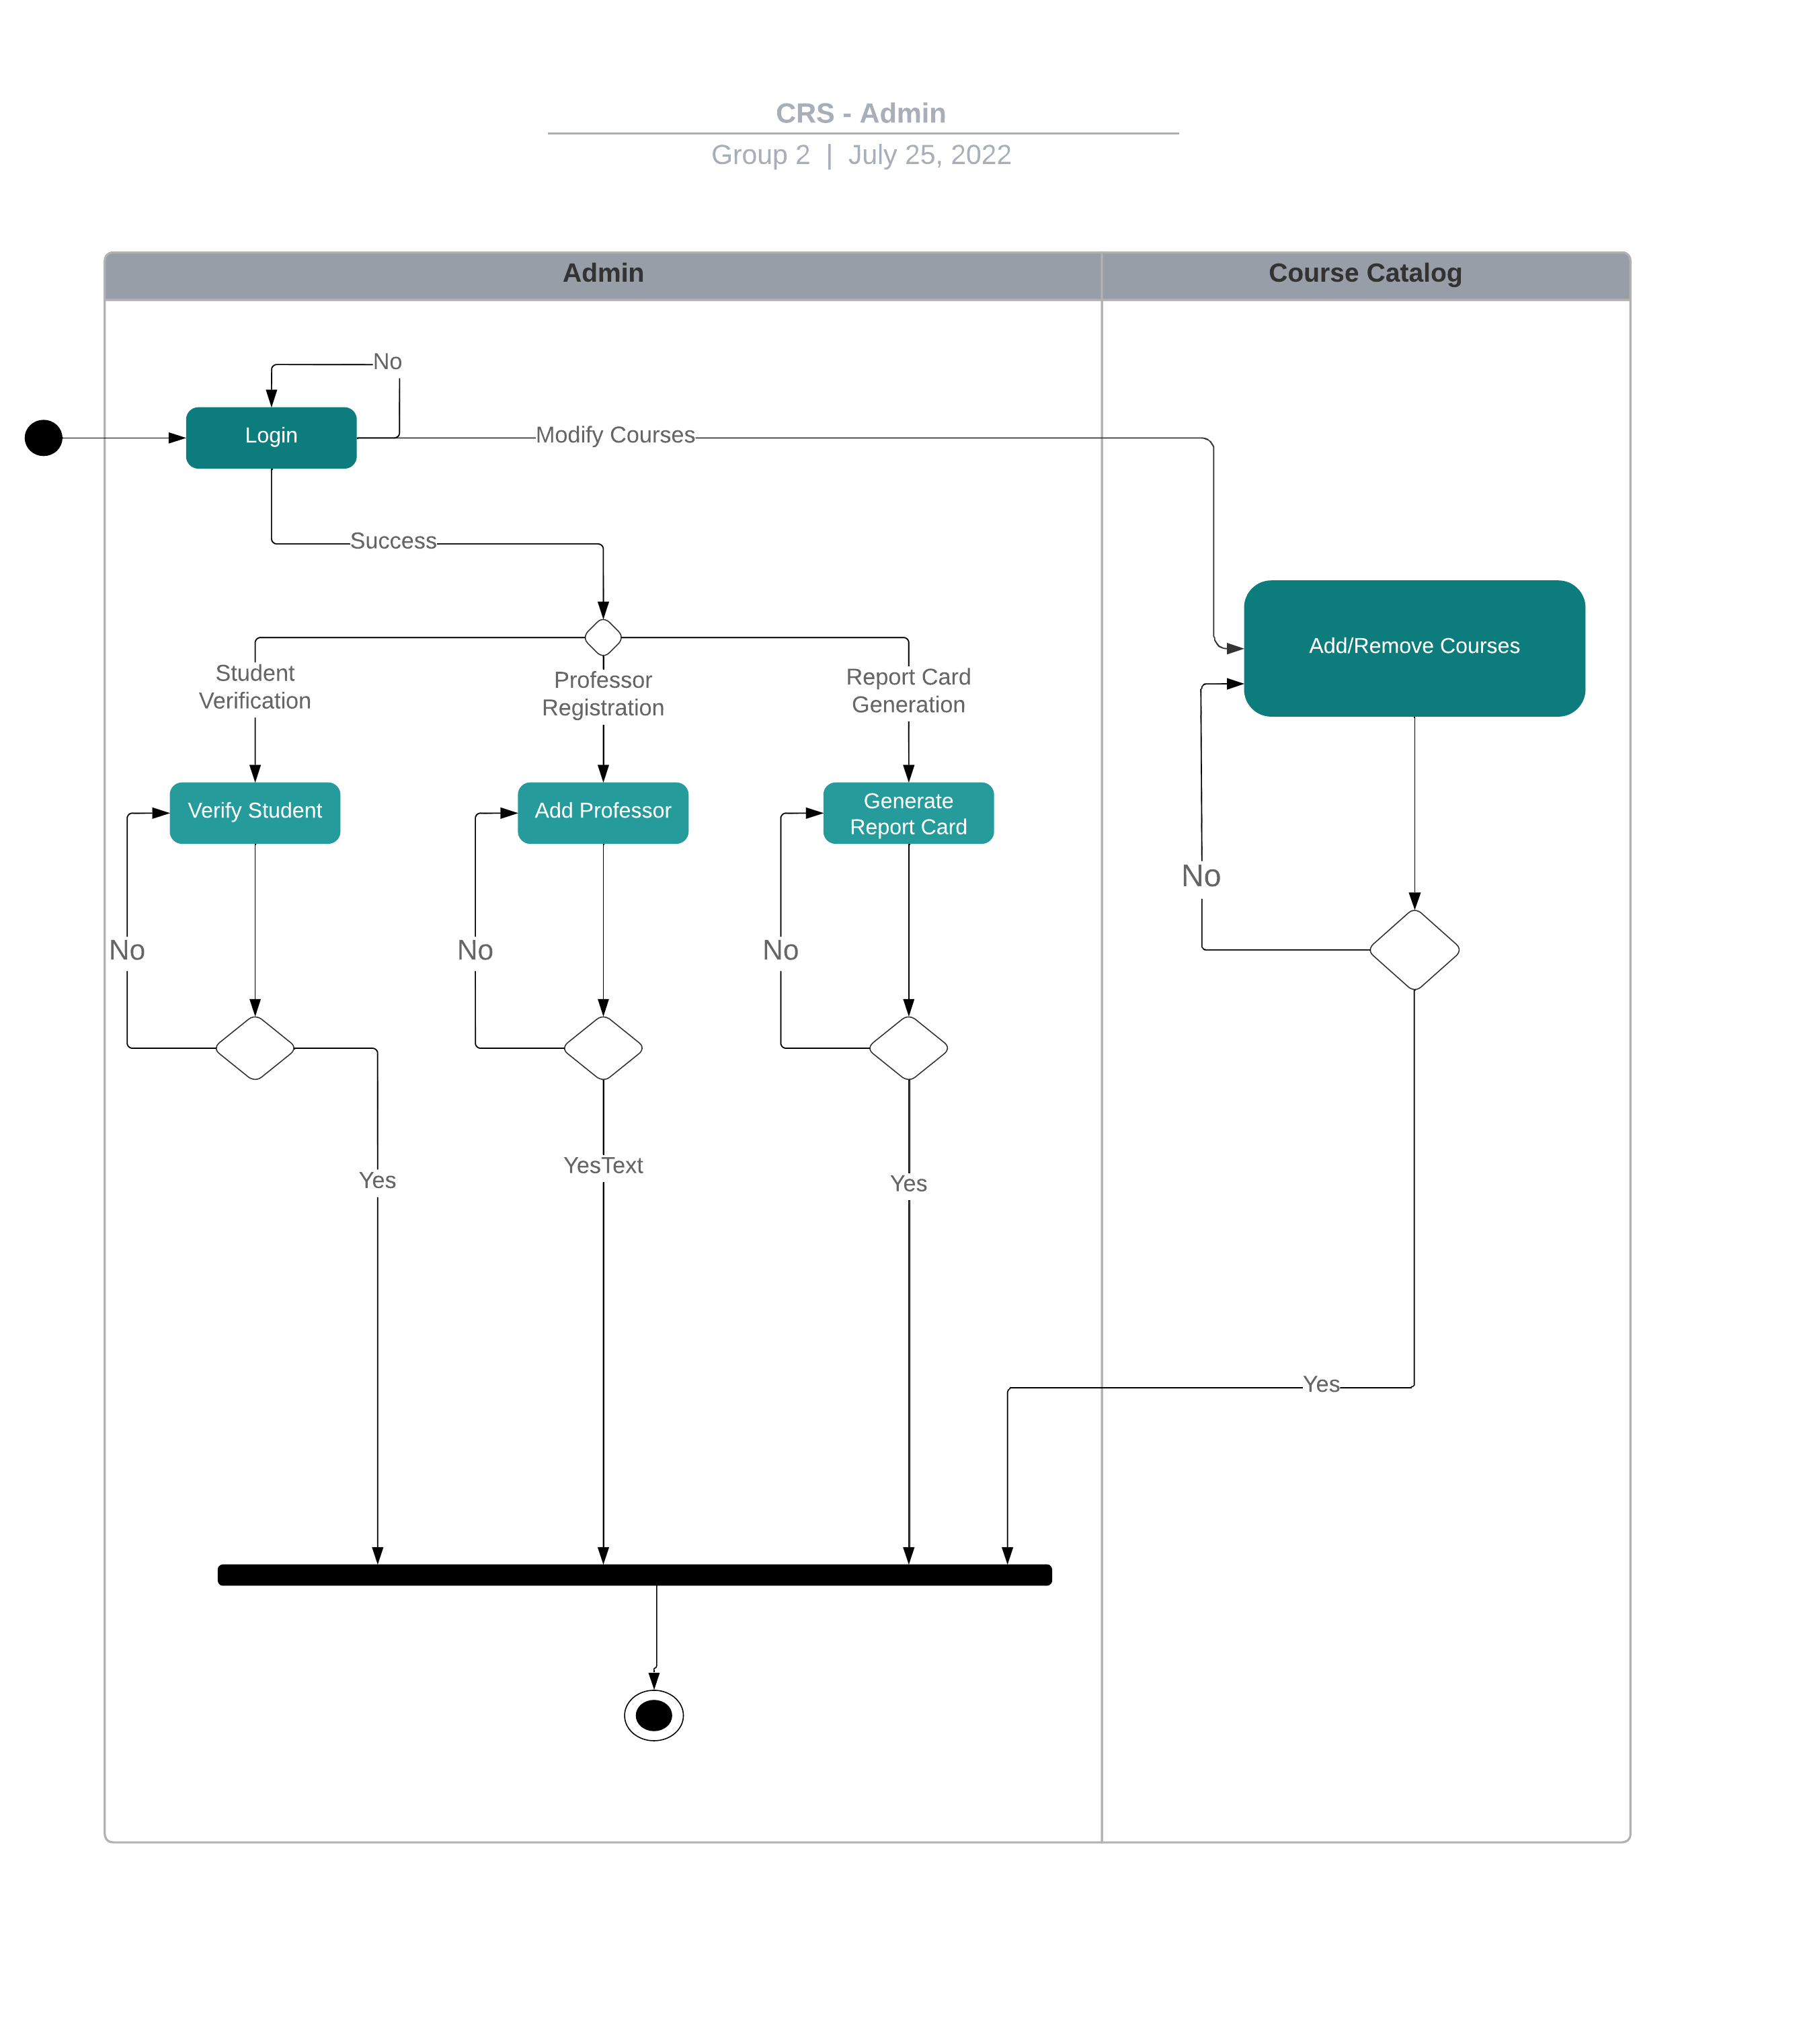 CRS - Admin
Group 2 | July 25, 2022
Admin
Course Catalog
No
Login
Modify Courses
Success
Student
Verification
Professor
Registration
Report Card
Generation
Add/Remove Courses
Verify Student
Add Professor
Generate
Report Card
No
No
No
No
Yes
YesText
Yes
Yes